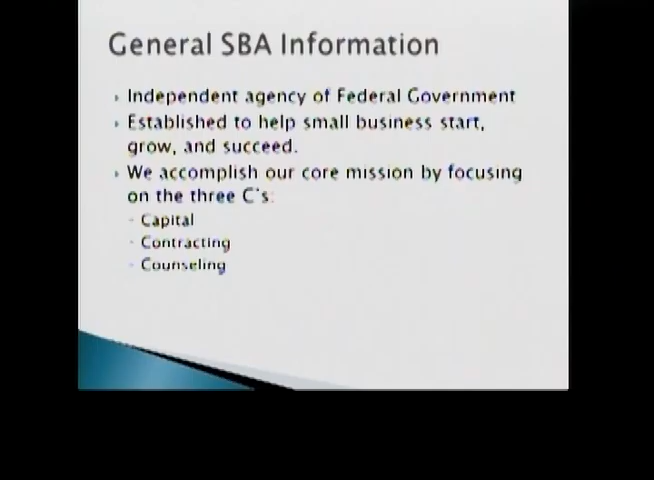 General SBA Information
Independent agency of Federal Government
Established to help small business start,
grow, and succeed.
We accomplish our core mission by focusing
on the three C's:
- Capital
- Contracting
- Counseling